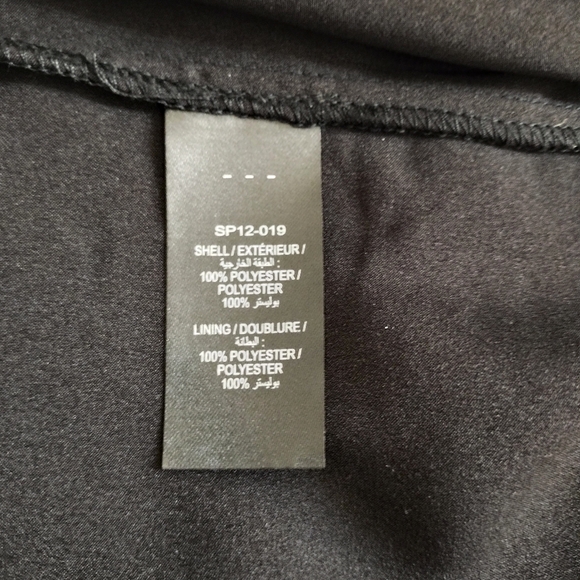 - - -
SP12-019
SHELL / EXTÉRIEUR /
الطبقة الخارجية :
100% POLYESTER /
POLYESTER
100% بوليستر
LINING / DOUBLURE /
البطانة :
100% POLYESTER /
POLYESTER
100% بوليستر